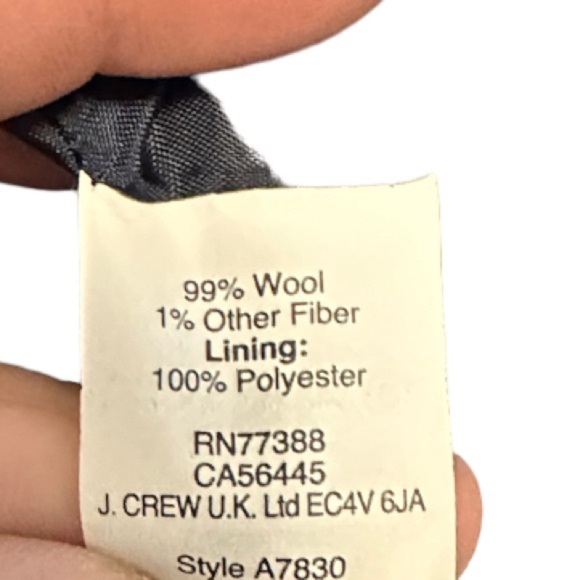 99% Wool
1% Other Fiber
Lining:
100% Polyester
RN77388
CA56445
J. CREW U.K. Ltd EC4V 6JA
Style A7830